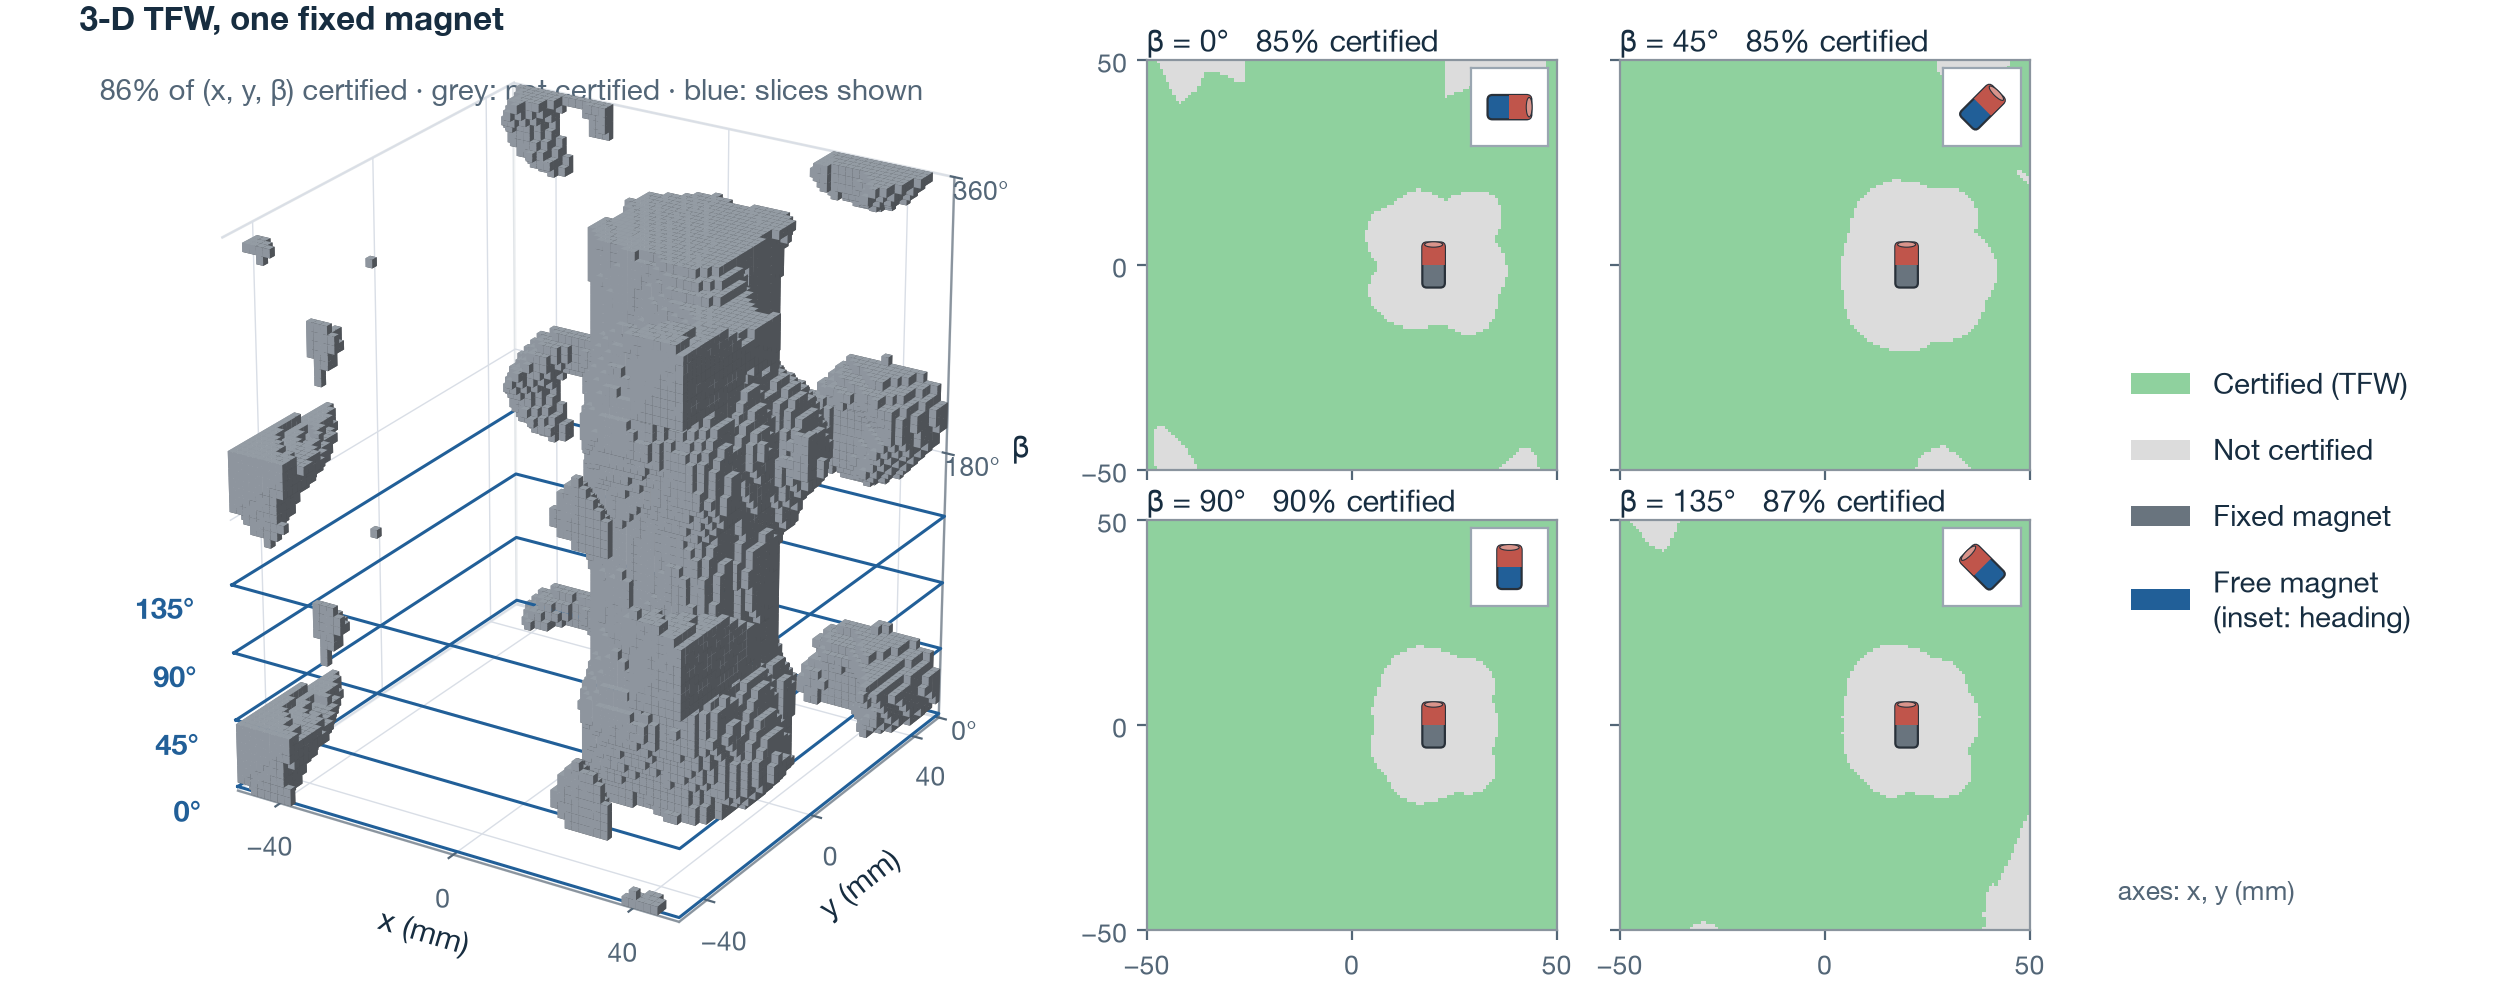 3-D TFW, one fixed magnet
86% of (x, y, β) certified · grey: not certified · blue: slices shown
360°
180°
0°
β
135°
90°
45°
0°
−40
0
40
x (mm)
−40
0
40
y (mm)
β = 0° 85% certified
50
0
−50
β = 45° 85% certified
β = 90° 90% certified
50
0
−50
−50
0
50
β = 135° 87% certified
−50
0
50
Certified (TFW)
Not certified
Fixed magnet
Free magnet
(inset: heading)
axes: x, y (mm)